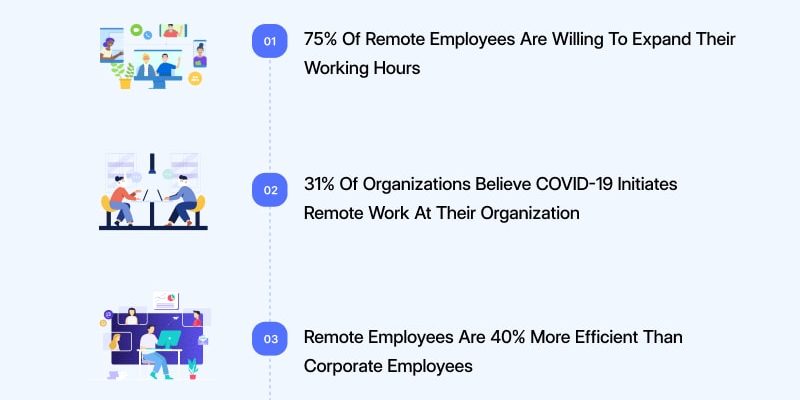 01
75% Of Remote Employees Are Willing To Expand Their
Working Hours
02
31% Of Organizations Believe COVID-19 Initiates
Remote Work At Their Organization
03
Remote Employees Are 40% More Efficient Than
Corporate Employees